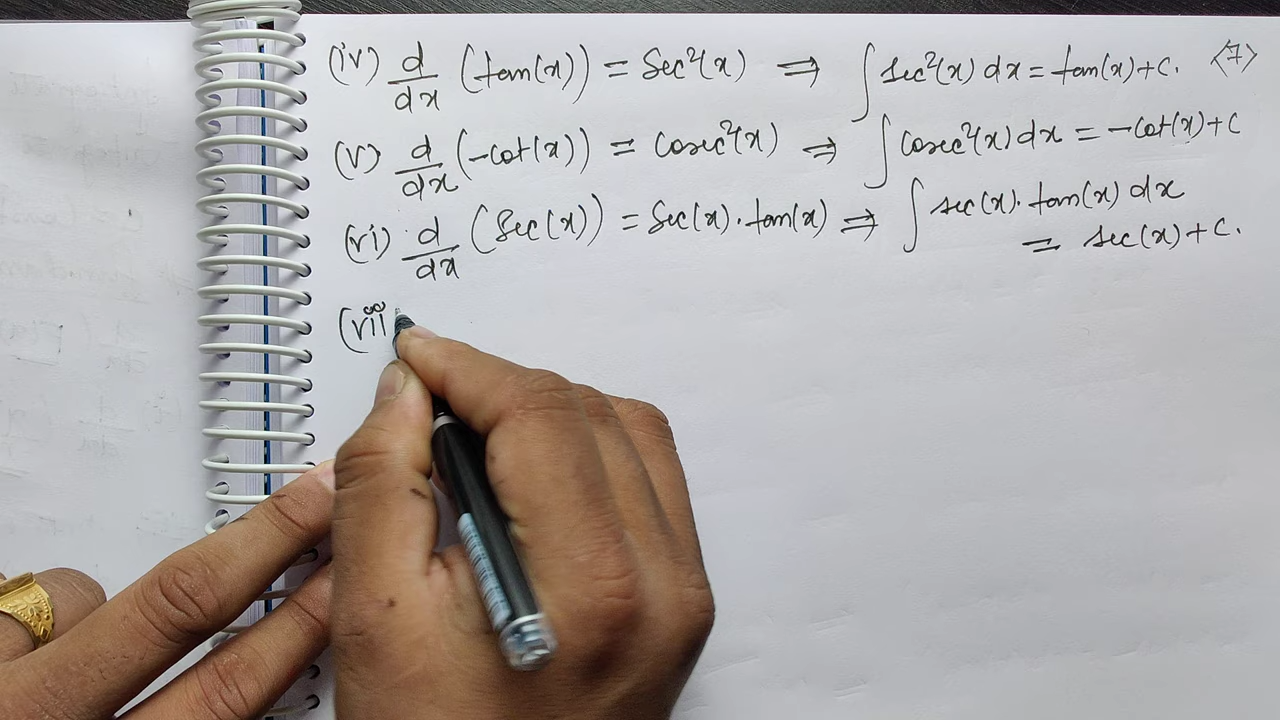 (iv) d/dx (tan(x)) = Sec²(x) ⇒ ∫ sec²(x) dx = tan(x)+C. <7>
(v) d/dx (-cot(x)) = Cosec²(x) ⇒ ∫ Cosec²(x) dx = -cot(x)+C
(vi) d/dx (Sec(x)) = Sec(x)·tan(x) ⇒ ∫ sec(x)·tan(x) dx
= sec(x)+C.
(vii